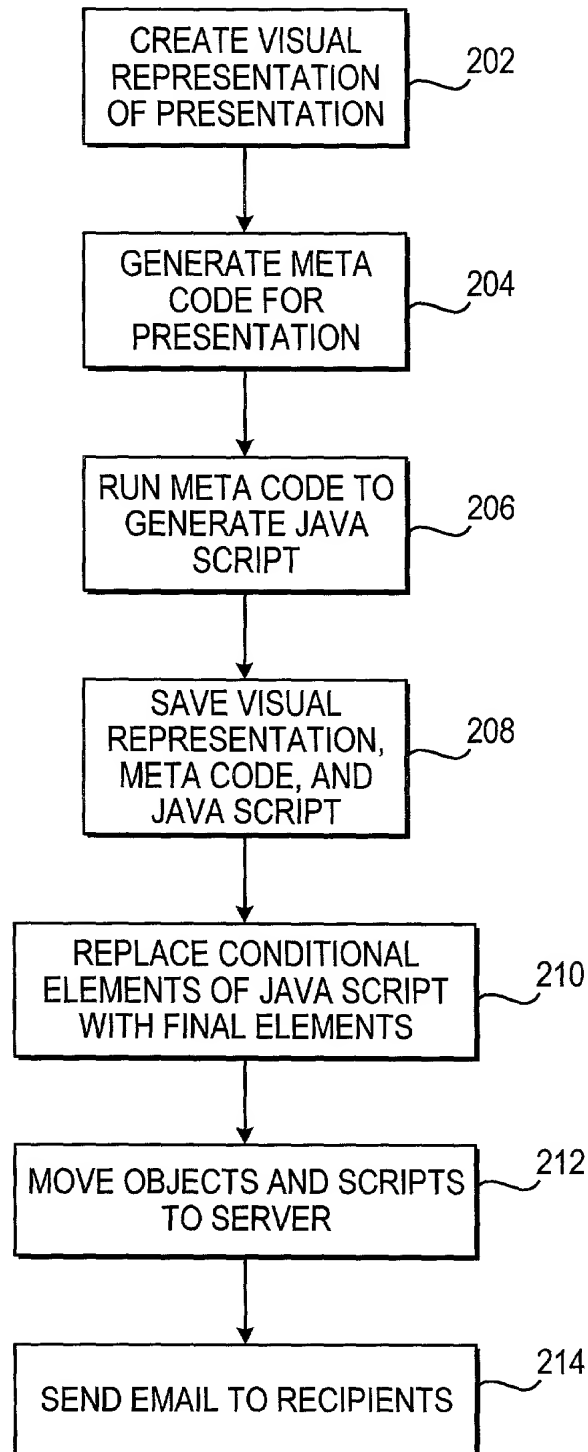 CREATE VISUAL
REPRESENTATION
OF PRESENTATION
202
GENERATE META
CODE FOR
PRESENTATION
204
RUN META CODE TO
GENERATE JAVA
SCRIPT
206
SAVE VISUAL
REPRESENTATION,
META CODE, AND
JAVA SCRIPT
208
REPLACE CONDITIONAL
ELEMENTS OF JAVA SCRIPT
WITH FINAL ELEMENTS
210
MOVE OBJECTS AND SCRIPTS
TO SERVER
212
SEND EMAIL TO RECIPIENTS
214